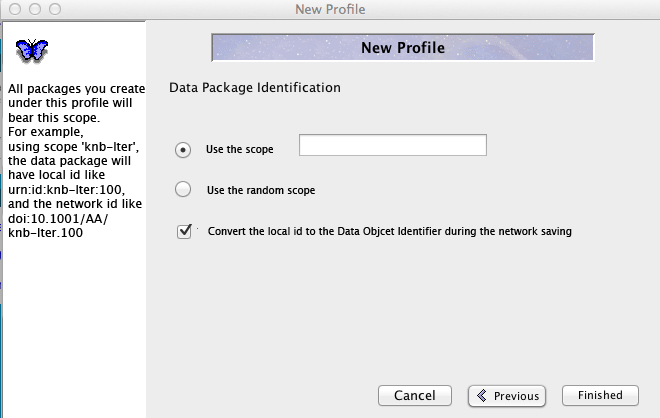 New Profile
New Profile
All packages you create
under this profile will
bear this scope.
For example,
using scope 'knb-lter',
the data package will
have local id like
urn:id:knb-lter:100,
and the network id like
doi:10.1001/AA/
knb-lter.100
Data Package Identification
Use the scope
Use the random scope
Convert the local id to the Data Objcet Identifier during the network saving
Cancel
Previous
Finished